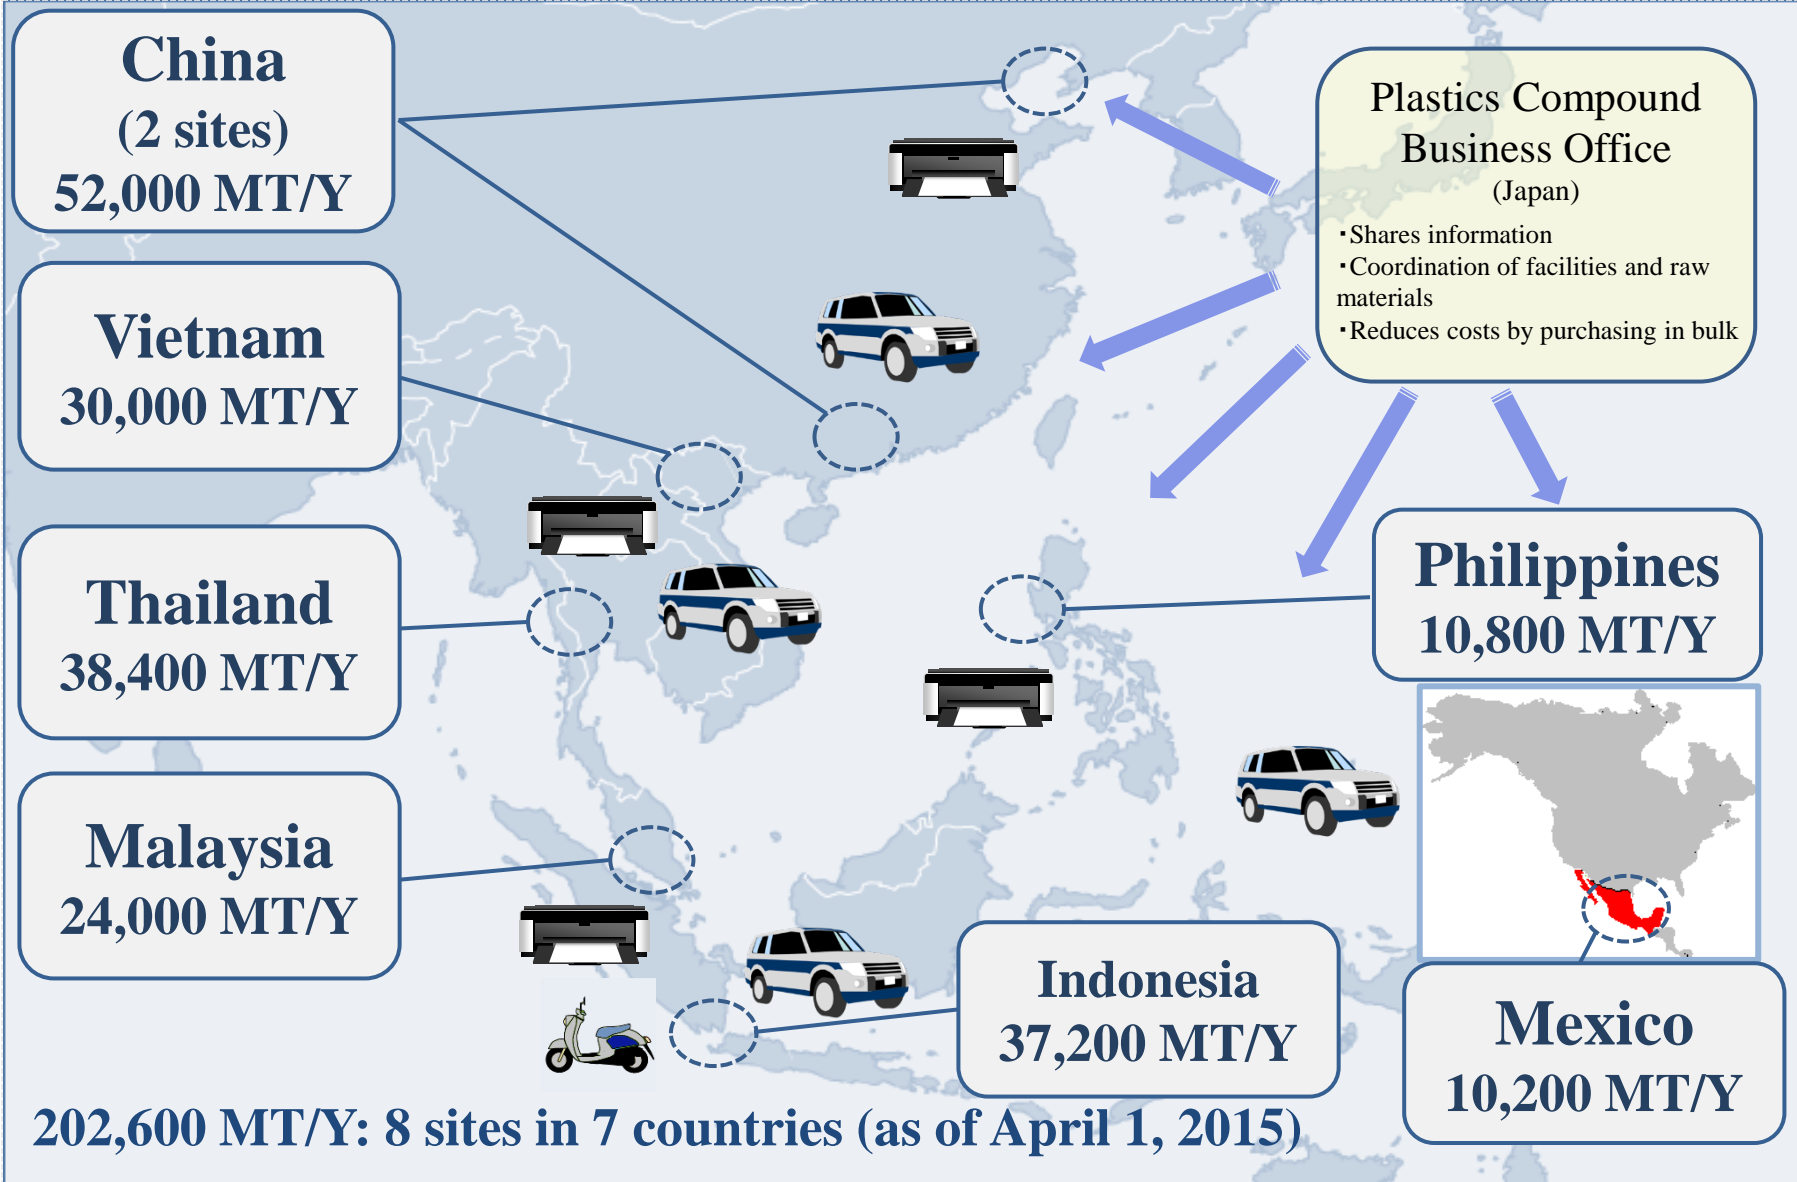 China
(2 sites)
52,000 MT/Y
Plastics Compound
Business Office
(Japan)
・Shares information
・Coordination of facilities and raw
materials
・Reduces costs by purchasing in bulk
Vietnam
30,000 MT/Y
Thailand
38,400 MT/Y
Philippines
10,800 MT/Y
Malaysia
24,000 MT/Y
Indonesia
37,200 MT/Y
Mexico
10,200 MT/Y
202,600 MT/Y: 8 sites in 7 countries (as of April 1, 2015)